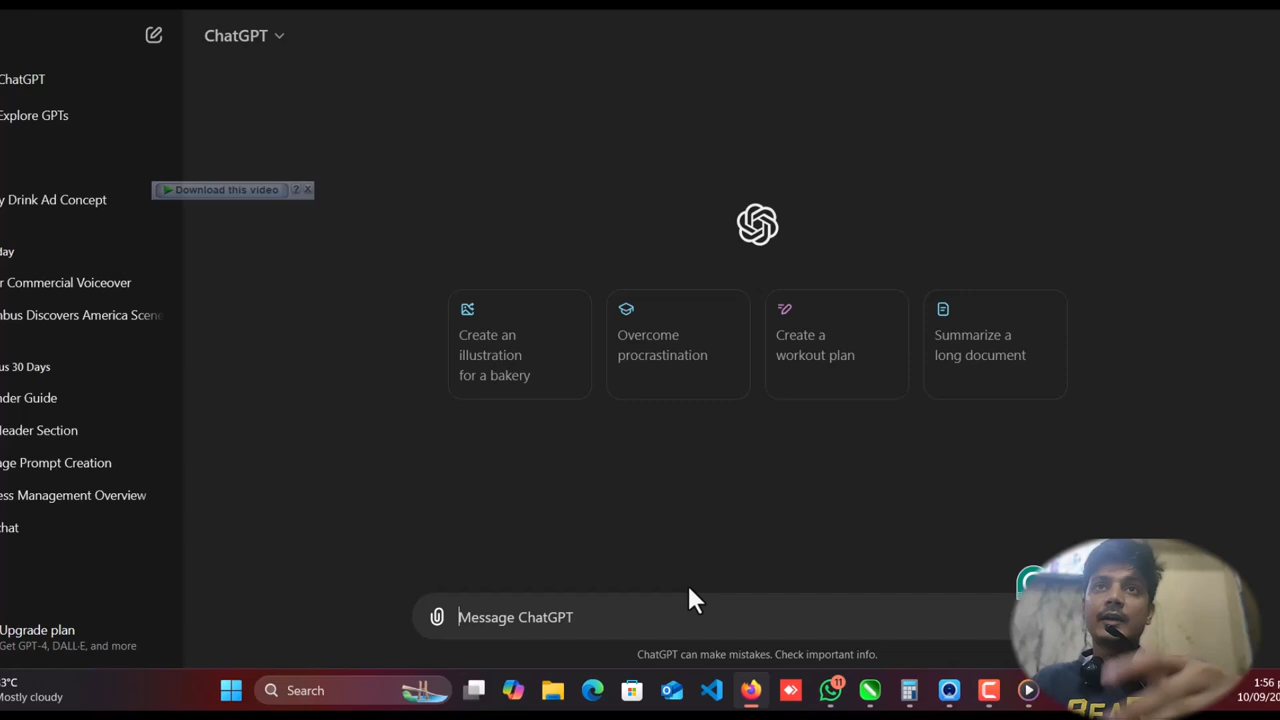 ChatGPT
ChatGPT
Explore GPTs
Download this video ? x
y Drink Ad Concept
day
r Commercial Voiceover
nbus Discovers America Scene
us 30 Days
nder Guide
Header Section
age Prompt Creation
ess Management Overview
chat
Create an
illustration
for a bakery
Overcome
procrastination
Create a
workout plan
Summarize a
long document
Message ChatGPT
Upgrade plan
Get GPT-4, DALL·E, and more
ChatGPT can make mistakes. Check important info.
3°C
Mostly cloudy
Search
11
1:56 p
10/09/20